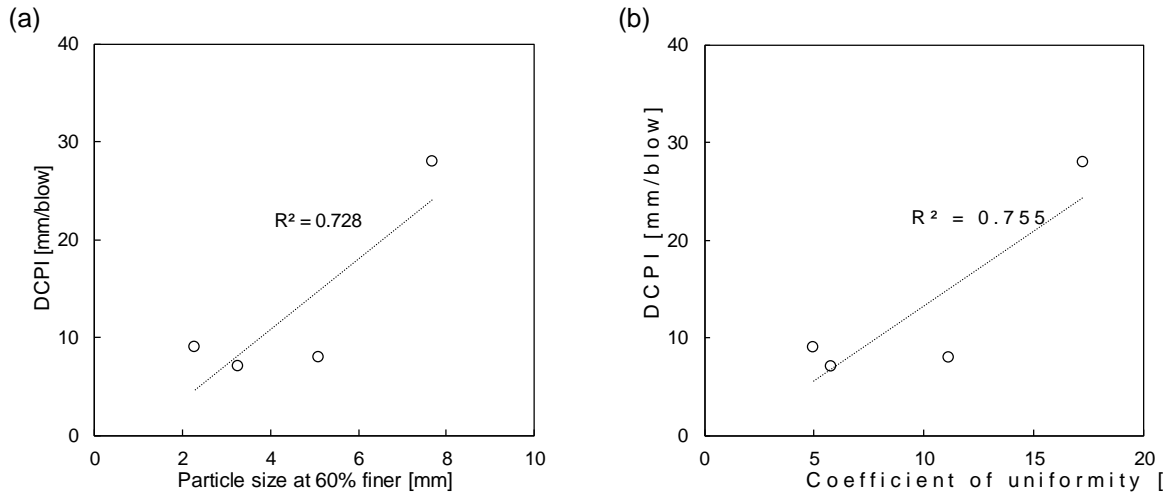 (a)
40
30
20
10
0
DCPI [mm/blow]
R² = 0.728
0 2 4 6 8 10
Particle size at 60% finer [mm]
(b)
40
30
20
10
0
DCPI [mm/blow]
R² = 0.755
0 5 10 15 20
Coefficient of uniformity [